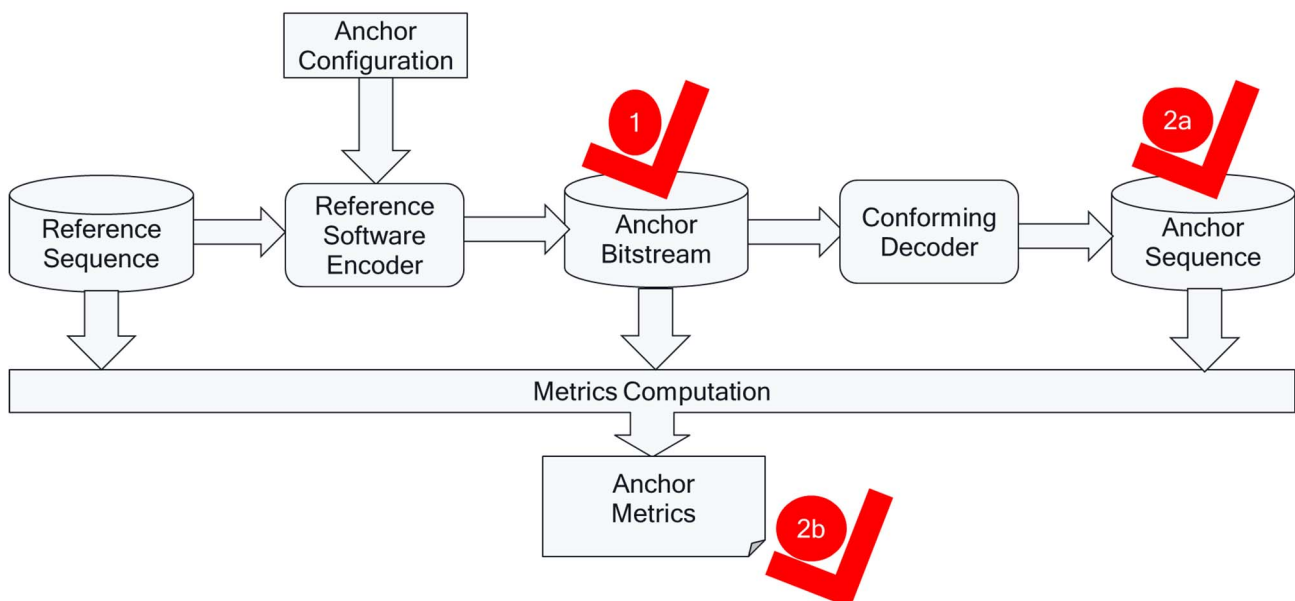 Anchor
Configuration
1
2a
Reference
Sequence
Reference
Software
Encoder
Anchor
Bitstream
Conforming
Decoder
Anchor
Sequence
Metrics Computation
Anchor
Metrics
2b